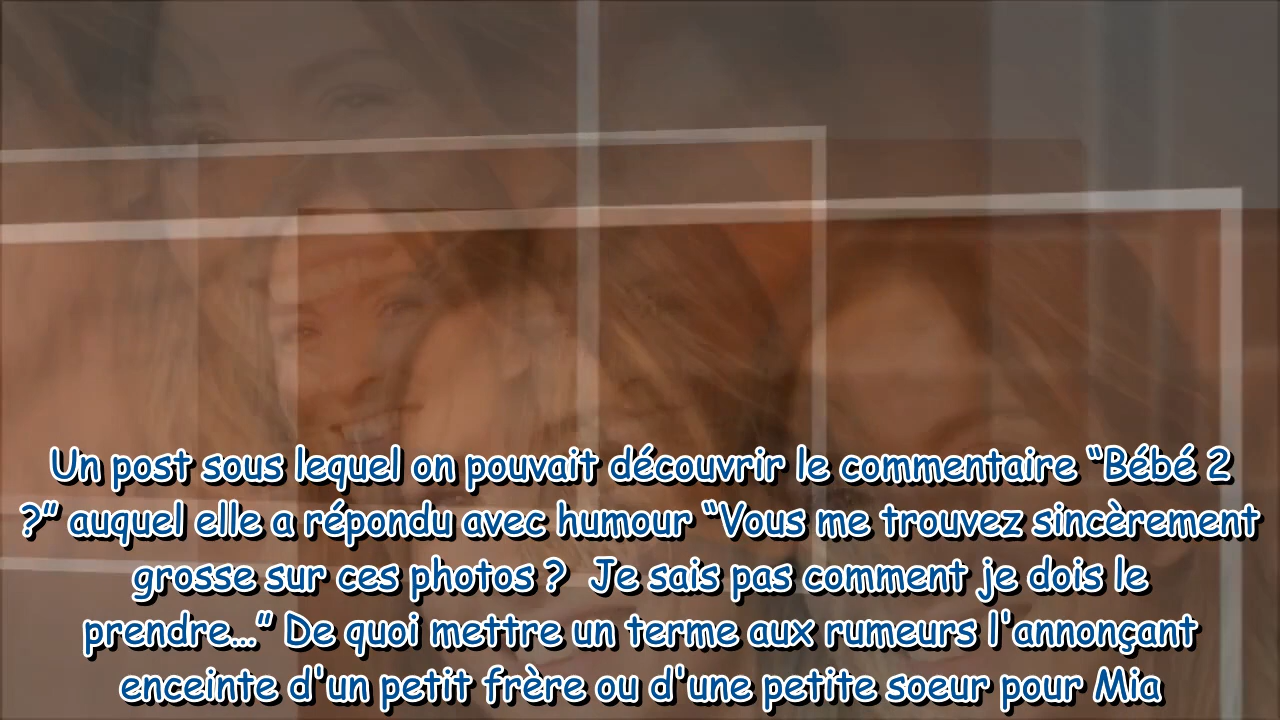 Un post sous lequel on pouvait découvrir le commentaire “Bébé 2
?” auquel elle a répondu avec humour “Vous me trouvez sincèrement
grosse sur ces photos ?  Je sais pas comment je dois le
prendre...” De quoi mettre un terme aux rumeurs l'annonçant
enceinte d'un petit frère ou d'une petite soeur pour Mia